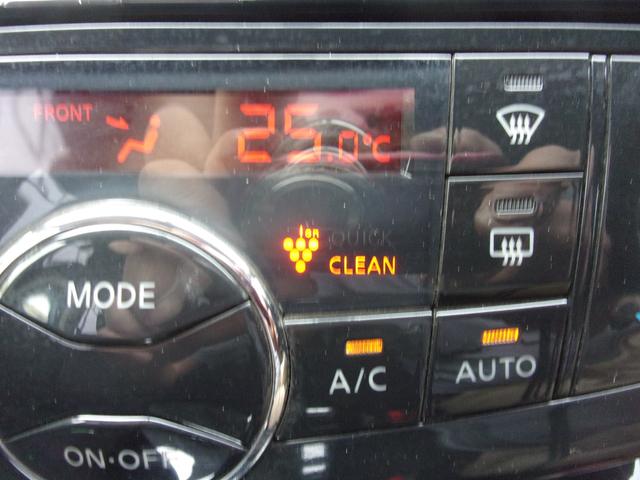 FRONT
25.0°C
QUICK
CLEAN
MODE
A/C
AUTO
ON·OFF